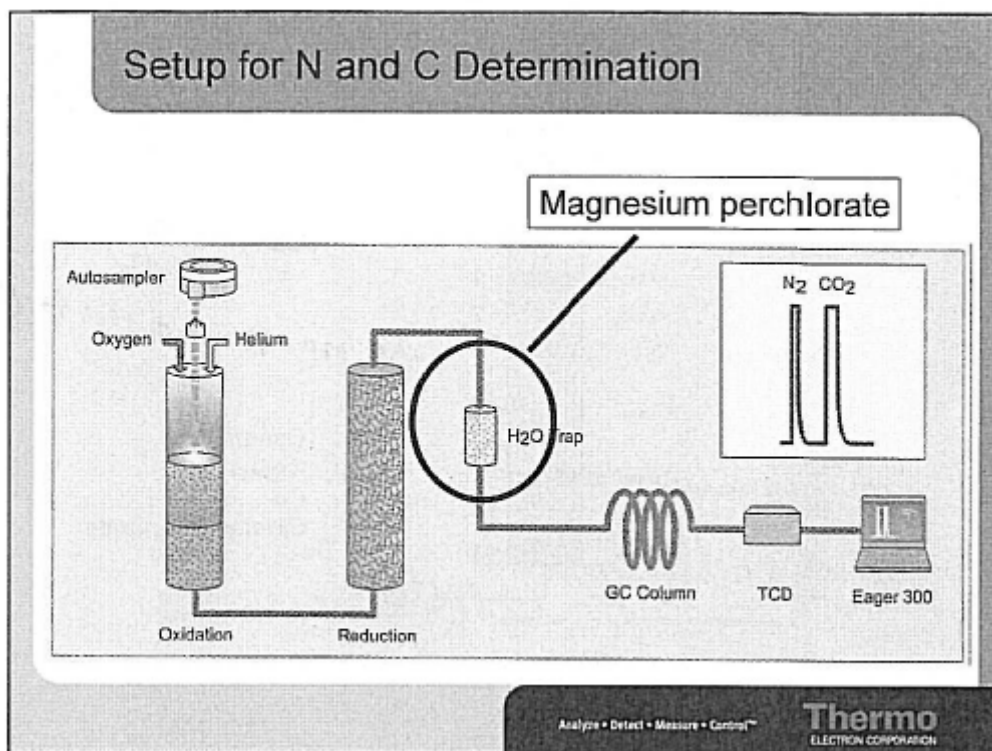 Setup for N and C Determination
Magnesium perchlorate
Autosampler
Oxygen
Helium
N2 CO2
H2O Trap
GC Column
TCD
Eager 300
Oxidation
Reduction
Analyze • Detect • Measure • Control™
Thermo
ELECTRON CORPORATION